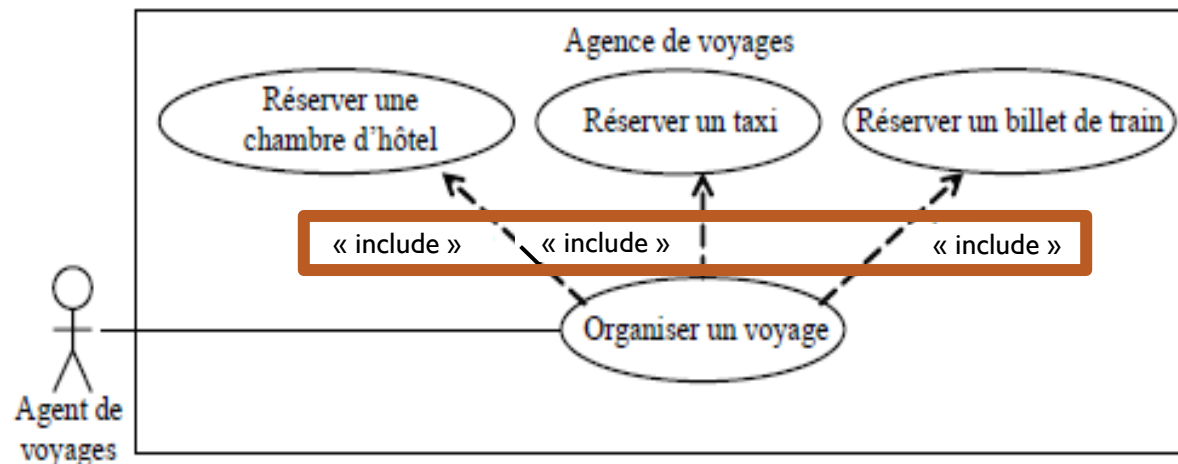 Agence de voyages
Réserver une
chambre d'hôtel
Réserver un taxi
Réserver un billet de train
« include »
« include »
« include »
Organiser un voyage
Agent de
voyages